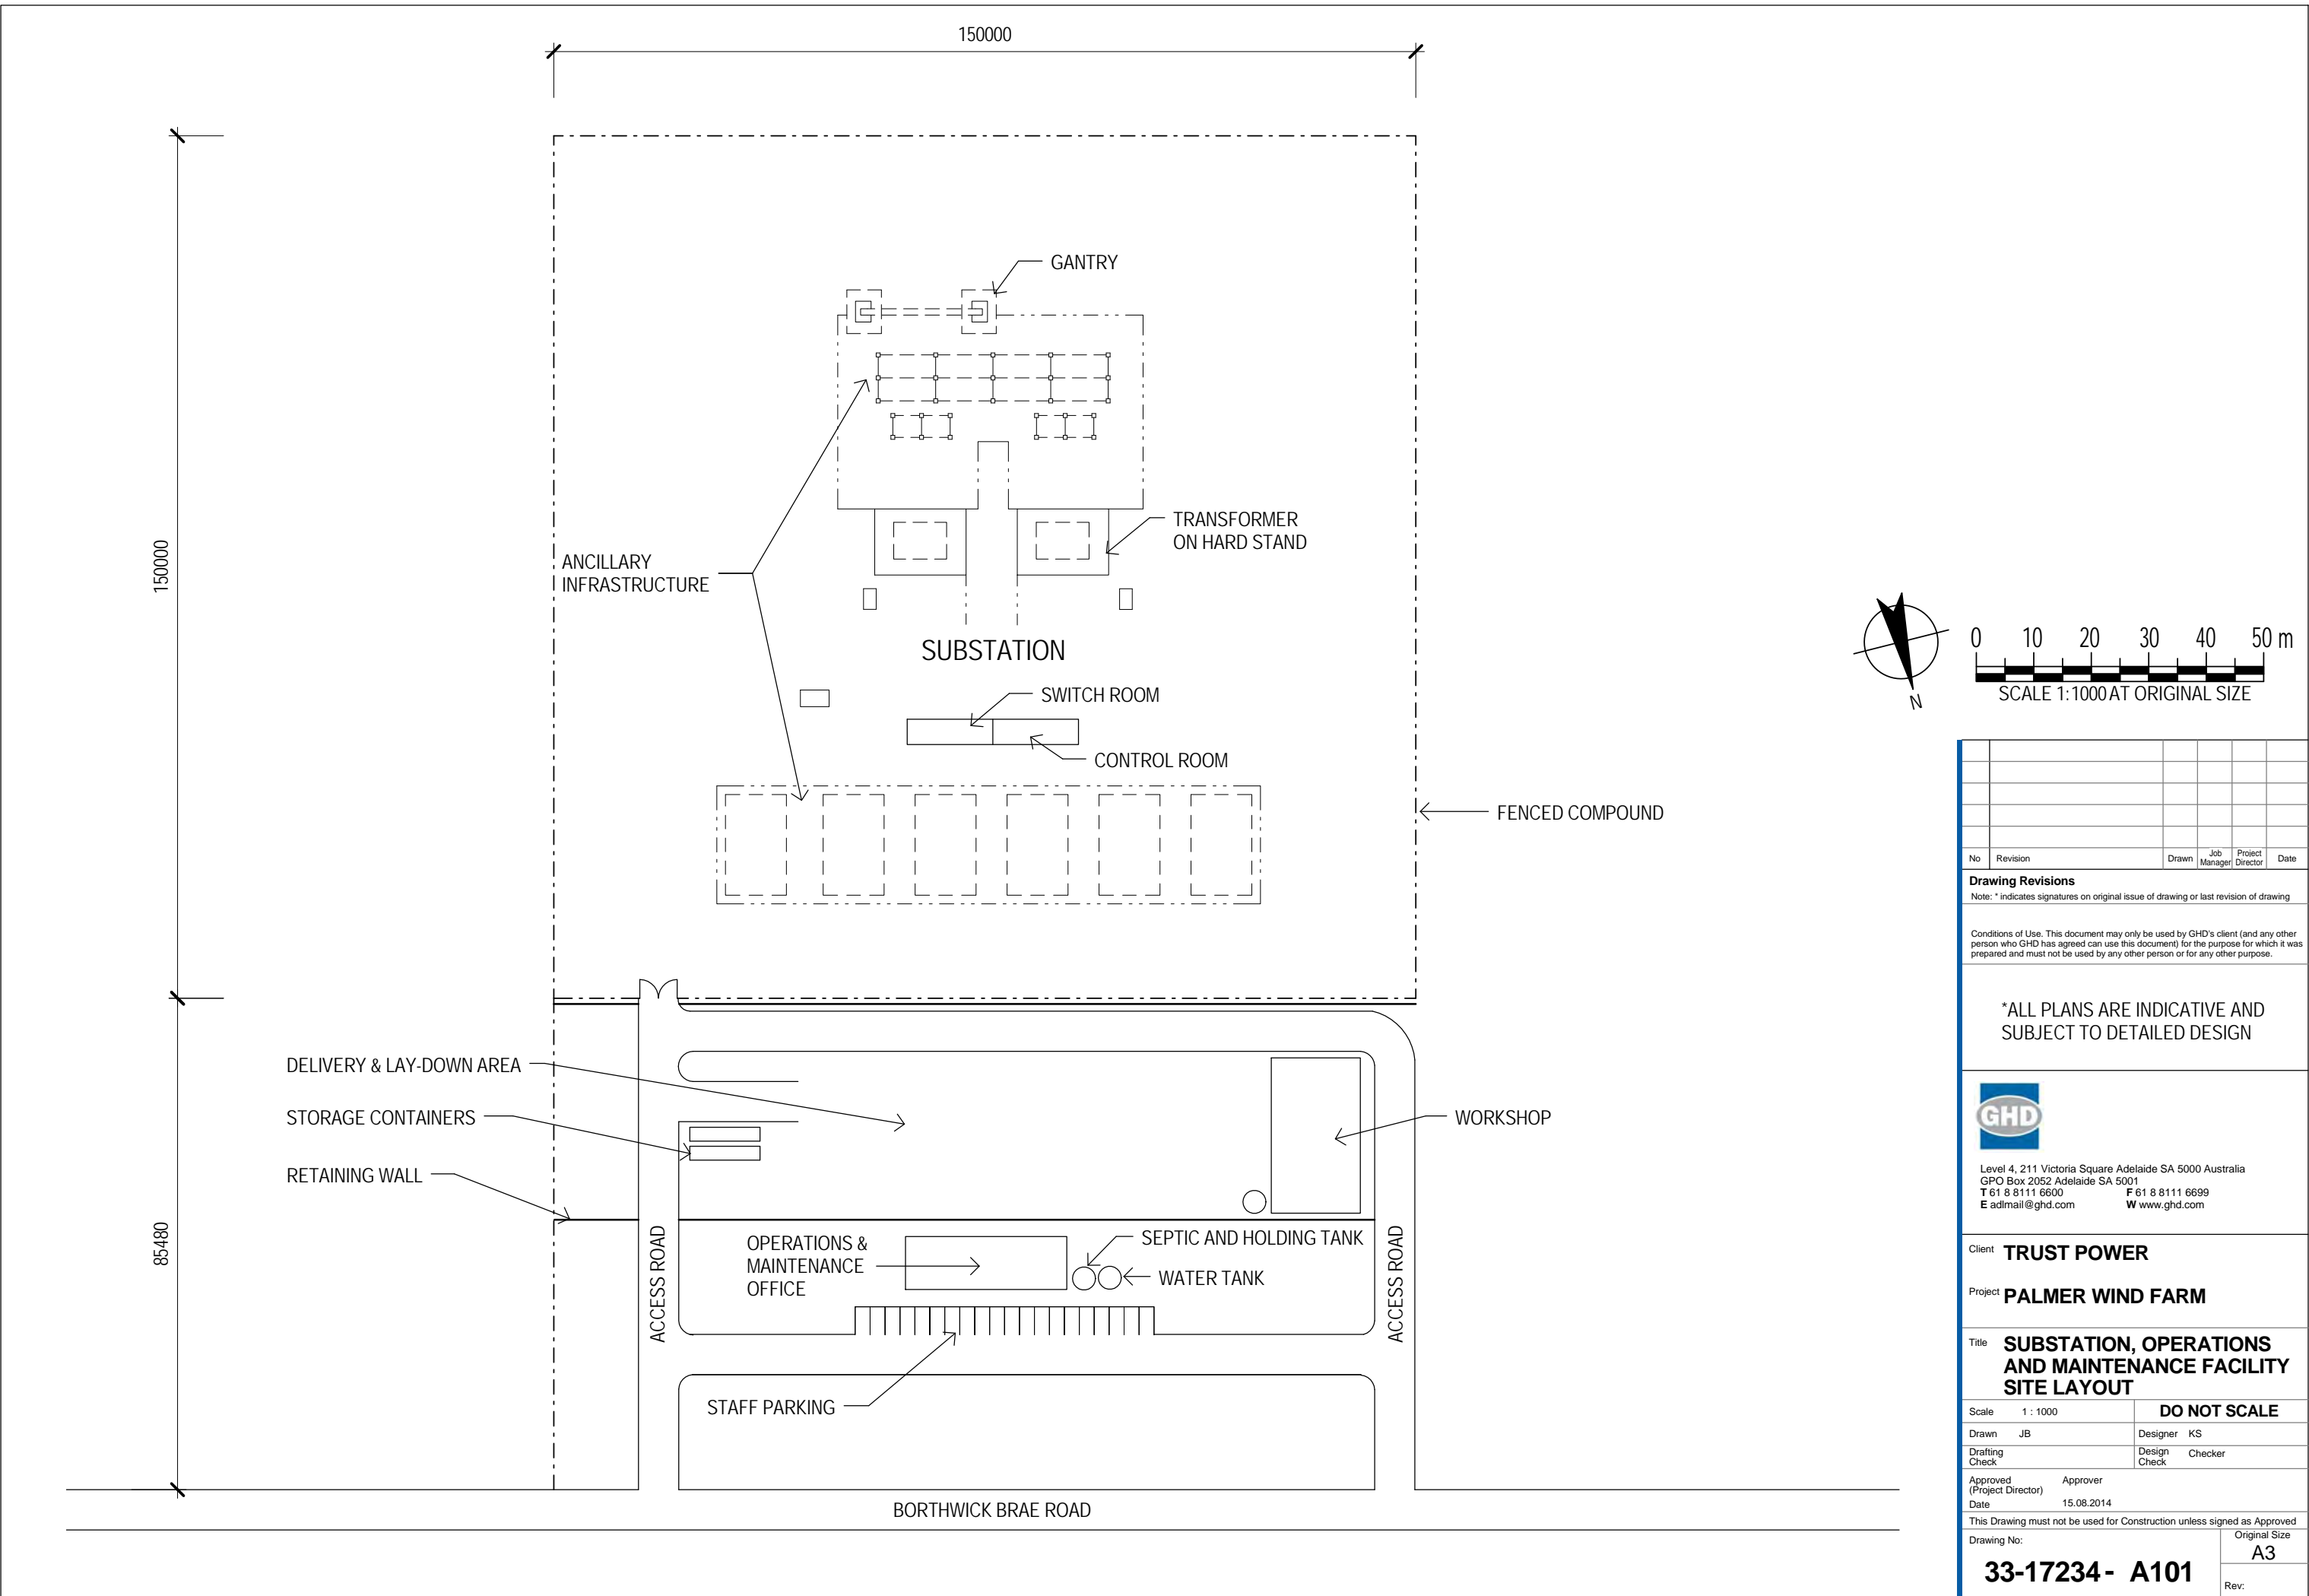 150000
GANTRY
150000
TRANSFORMER
ON HARD STAND
ANCILLARY
INFRASTRUCTURE
SUBSTATION
SWITCH ROOM
CONTROL ROOM
FENCED COMPOUND
DELIVERY & LAY-DOWN AREA
STORAGE CONTAINERS
WORKSHOP
RETAINING WALL
85480
ACCESS ROAD
OPERATIONS &
MAINTENANCE
OFFICE
SEPTIC AND HOLDING TANK
WATER TANK
ACCESS ROAD
STAFF PARKING
BORTHWICK BRAE ROAD
N
0 10 20 30 40 50 m
SCALE 1:1000 AT ORIGINAL SIZE
No Revision Drawn Job Manager Project Director Date
Drawing Revisions
Note: * indicates signatures on original issue of drawing or last revision of drawing
Conditions of Use. This document may only be used by GHD's client (and any other
person who GHD has agreed can use this document) for the purpose for which it was
prepared and must not be used by any other person or for any other purpose.
*ALL PLANS ARE INDICATIVE AND
SUBJECT TO DETAILED DESIGN
GHD
Level 4, 211 Victoria Square Adelaide SA 5000 Australia
GPO Box 2052 Adelaide SA 5001
T 61 8 8111 6600 F 61 8 8111 6699
E adlmail@ghd.com W www.ghd.com
Client TRUST POWER
Project PALMER WIND FARM
Title SUBSTATION, OPERATIONS
AND MAINTENANCE FACILITY
SITE LAYOUT
Scale 1 : 1000 DO NOT SCALE
Drawn JB Designer KS
Drafting Check Design Check Checker
Approved (Project Director) Approver
Date 15.08.2014
This Drawing must not be used for Construction unless signed as Approved
Drawing No: Original Size
A3
33-17234- A101
Rev: